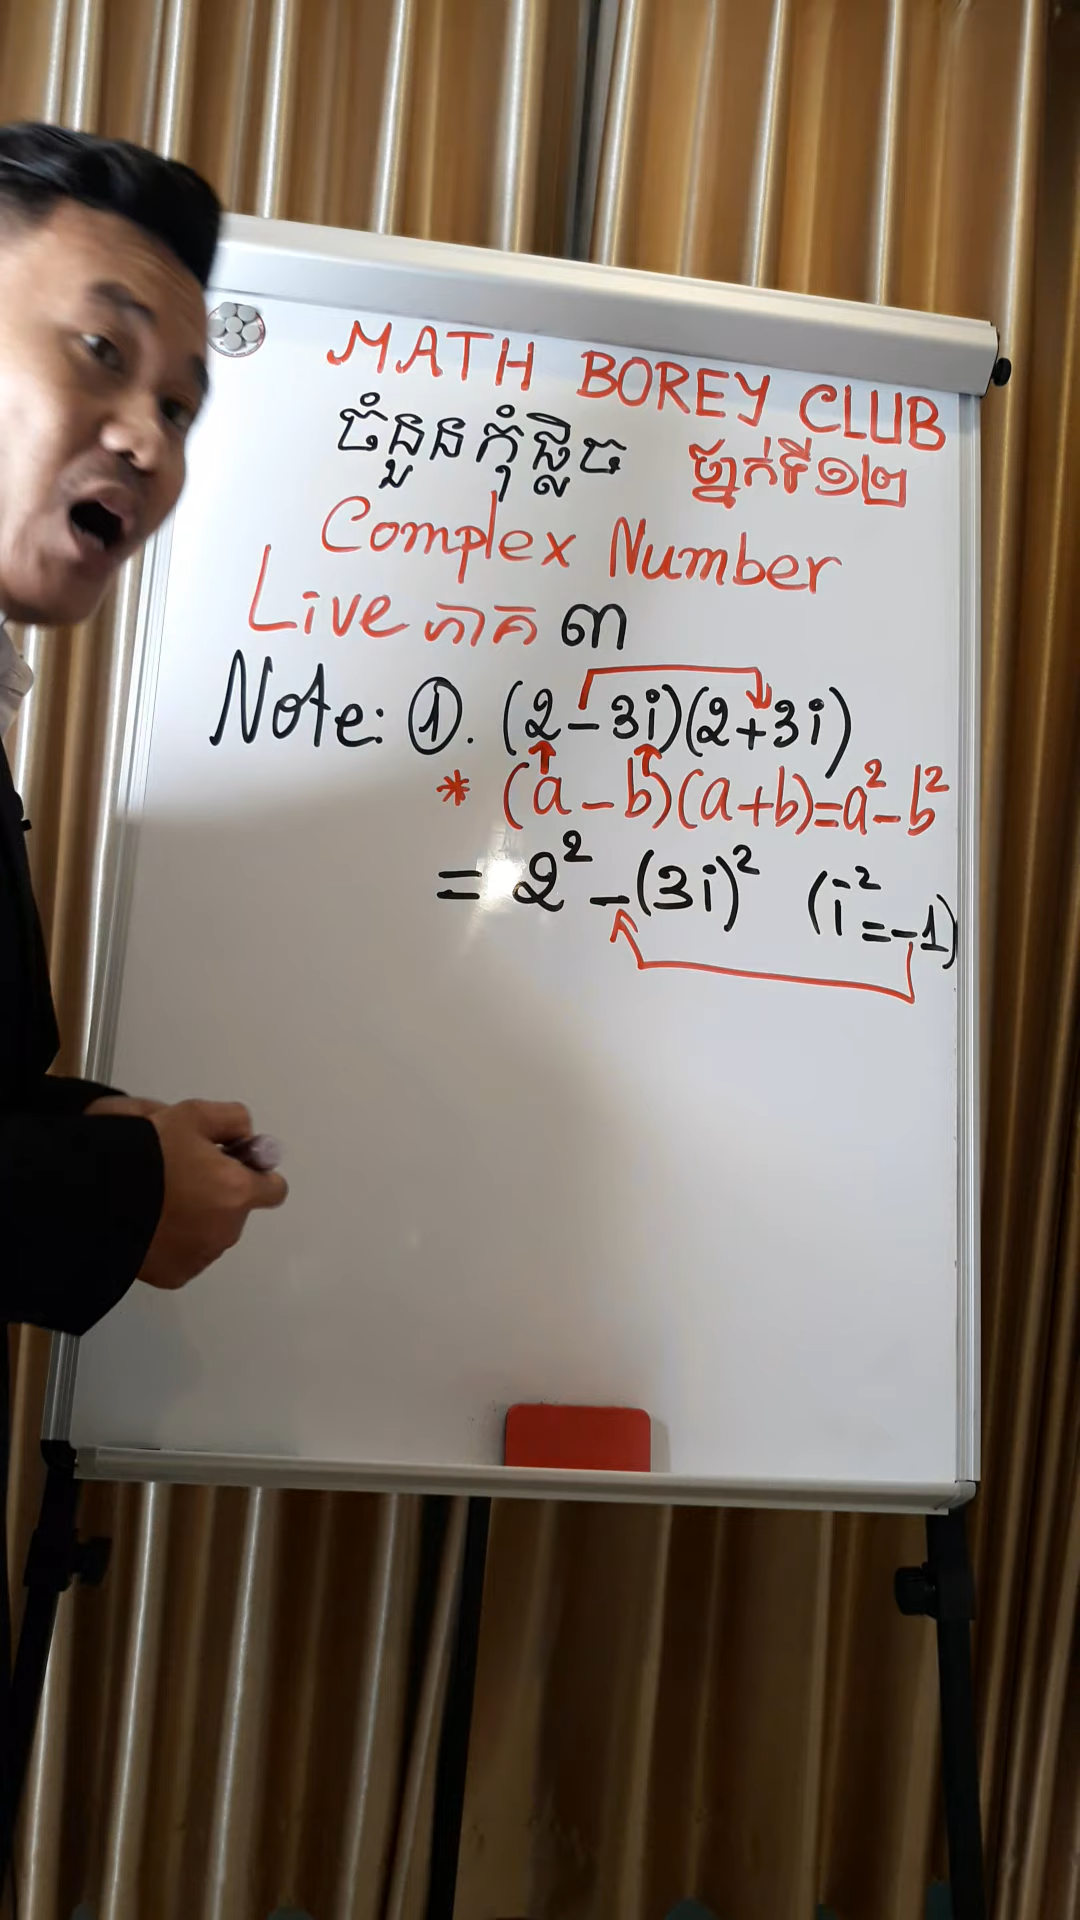 MATH BOREY CLUB
ចំនួនកុំផ្លិច ថ្នាក់ទី១២
Complex Number
Live ភាគ ៣
Note: ①. (2-3i)(2+3i)
* (a-b)(a+b)=a²-b²
= 2² -(3i)² (i²=-1)